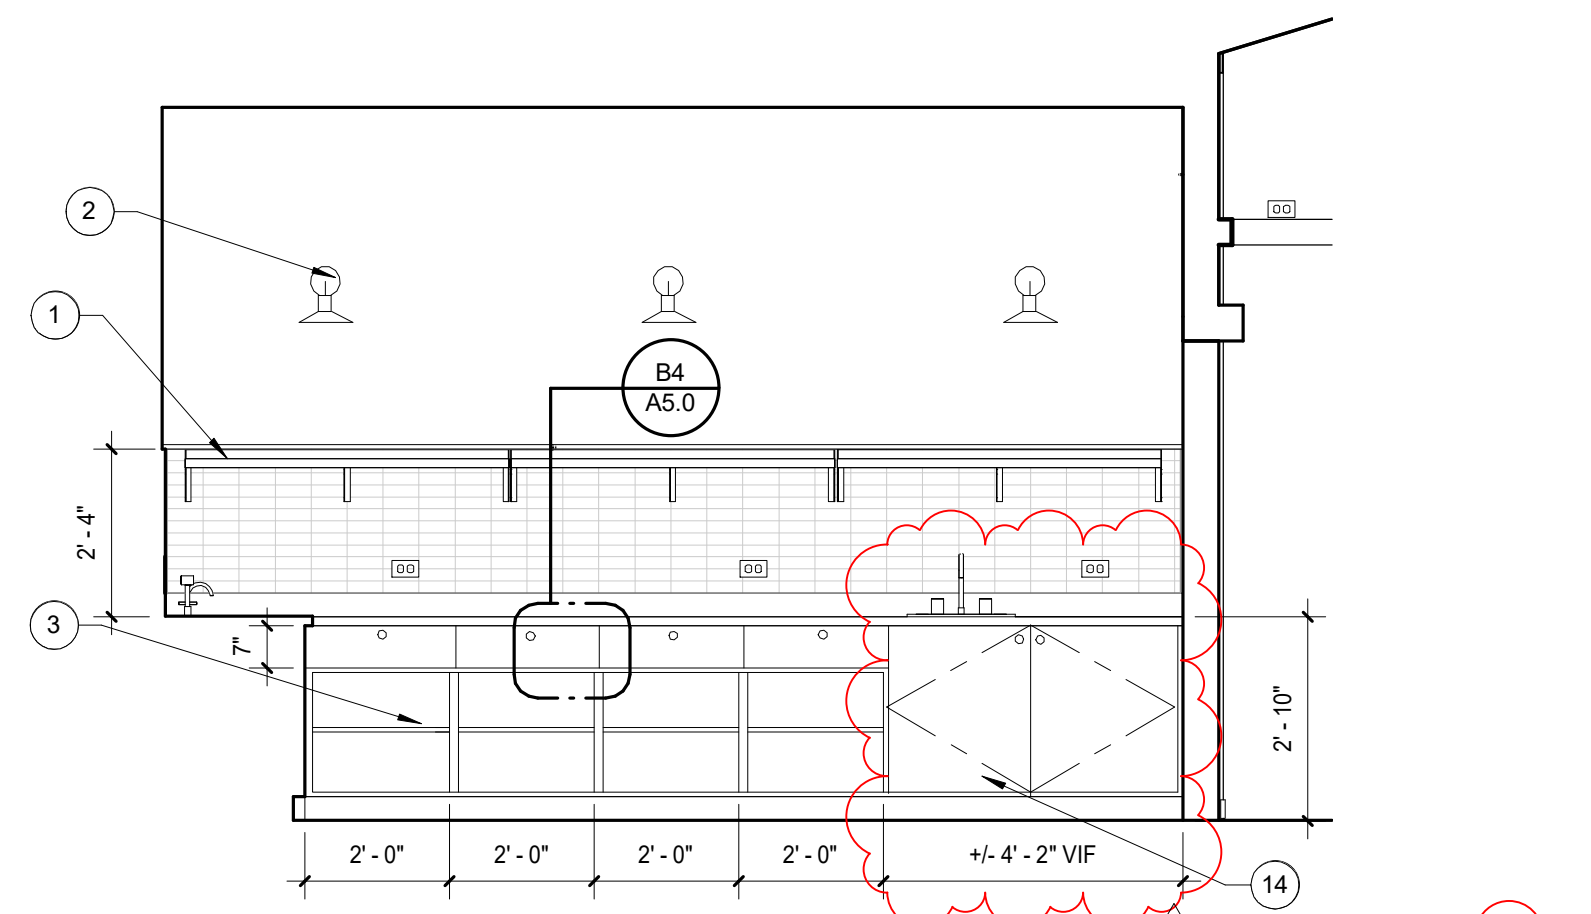 2
1
B4
A5.0
2' - 4"
3
7"
2' - 10"
2' - 0"
2' - 0"
2' - 0"
2' - 0"
+/- 4' - 2" VIF
14